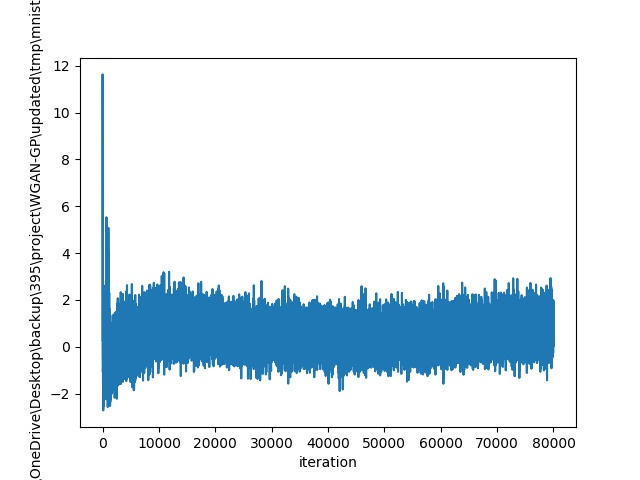 \OneDrive\Desktop\backup\395\project\WGAN-GP\updated\tmp\mnist
12
10
8
6
4
2
0
−2
0 10000 20000 30000 40000 50000 60000 70000 80000
iteration